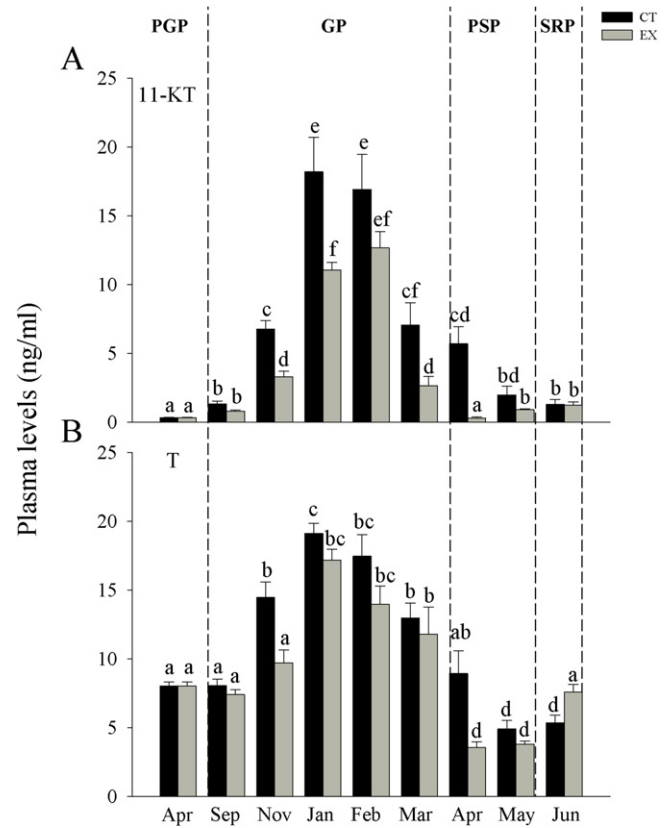 PGP GP PSP SRP
CT
EX
A
11-KT
25
20
15
10
5
0
a a b b c d e f e ef cf d cd a bd b b b
B
T
25
20
15
10
5
0
a a a a b a c bc bc bc b b ab d d d d a
Apr Sep Nov Jan Feb Mar Apr May Jun
Plasma levels (ng/ml)